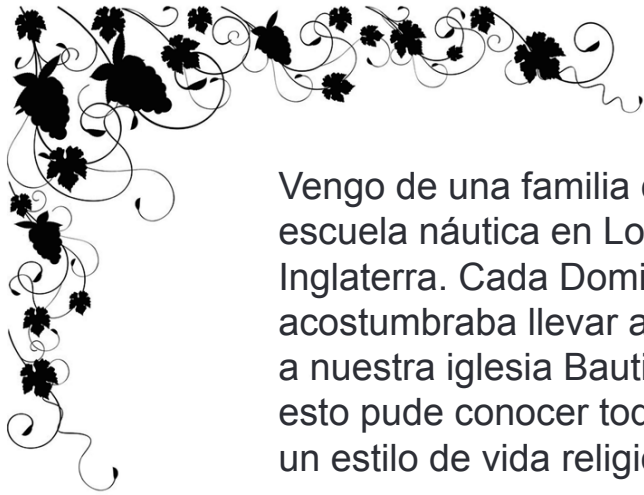 Vengo de una familia
escuela náutica en
Inglaterra. Cada
acostumbraba llevar
a nuestra iglesia
esto pude conocer
un estilo de vida